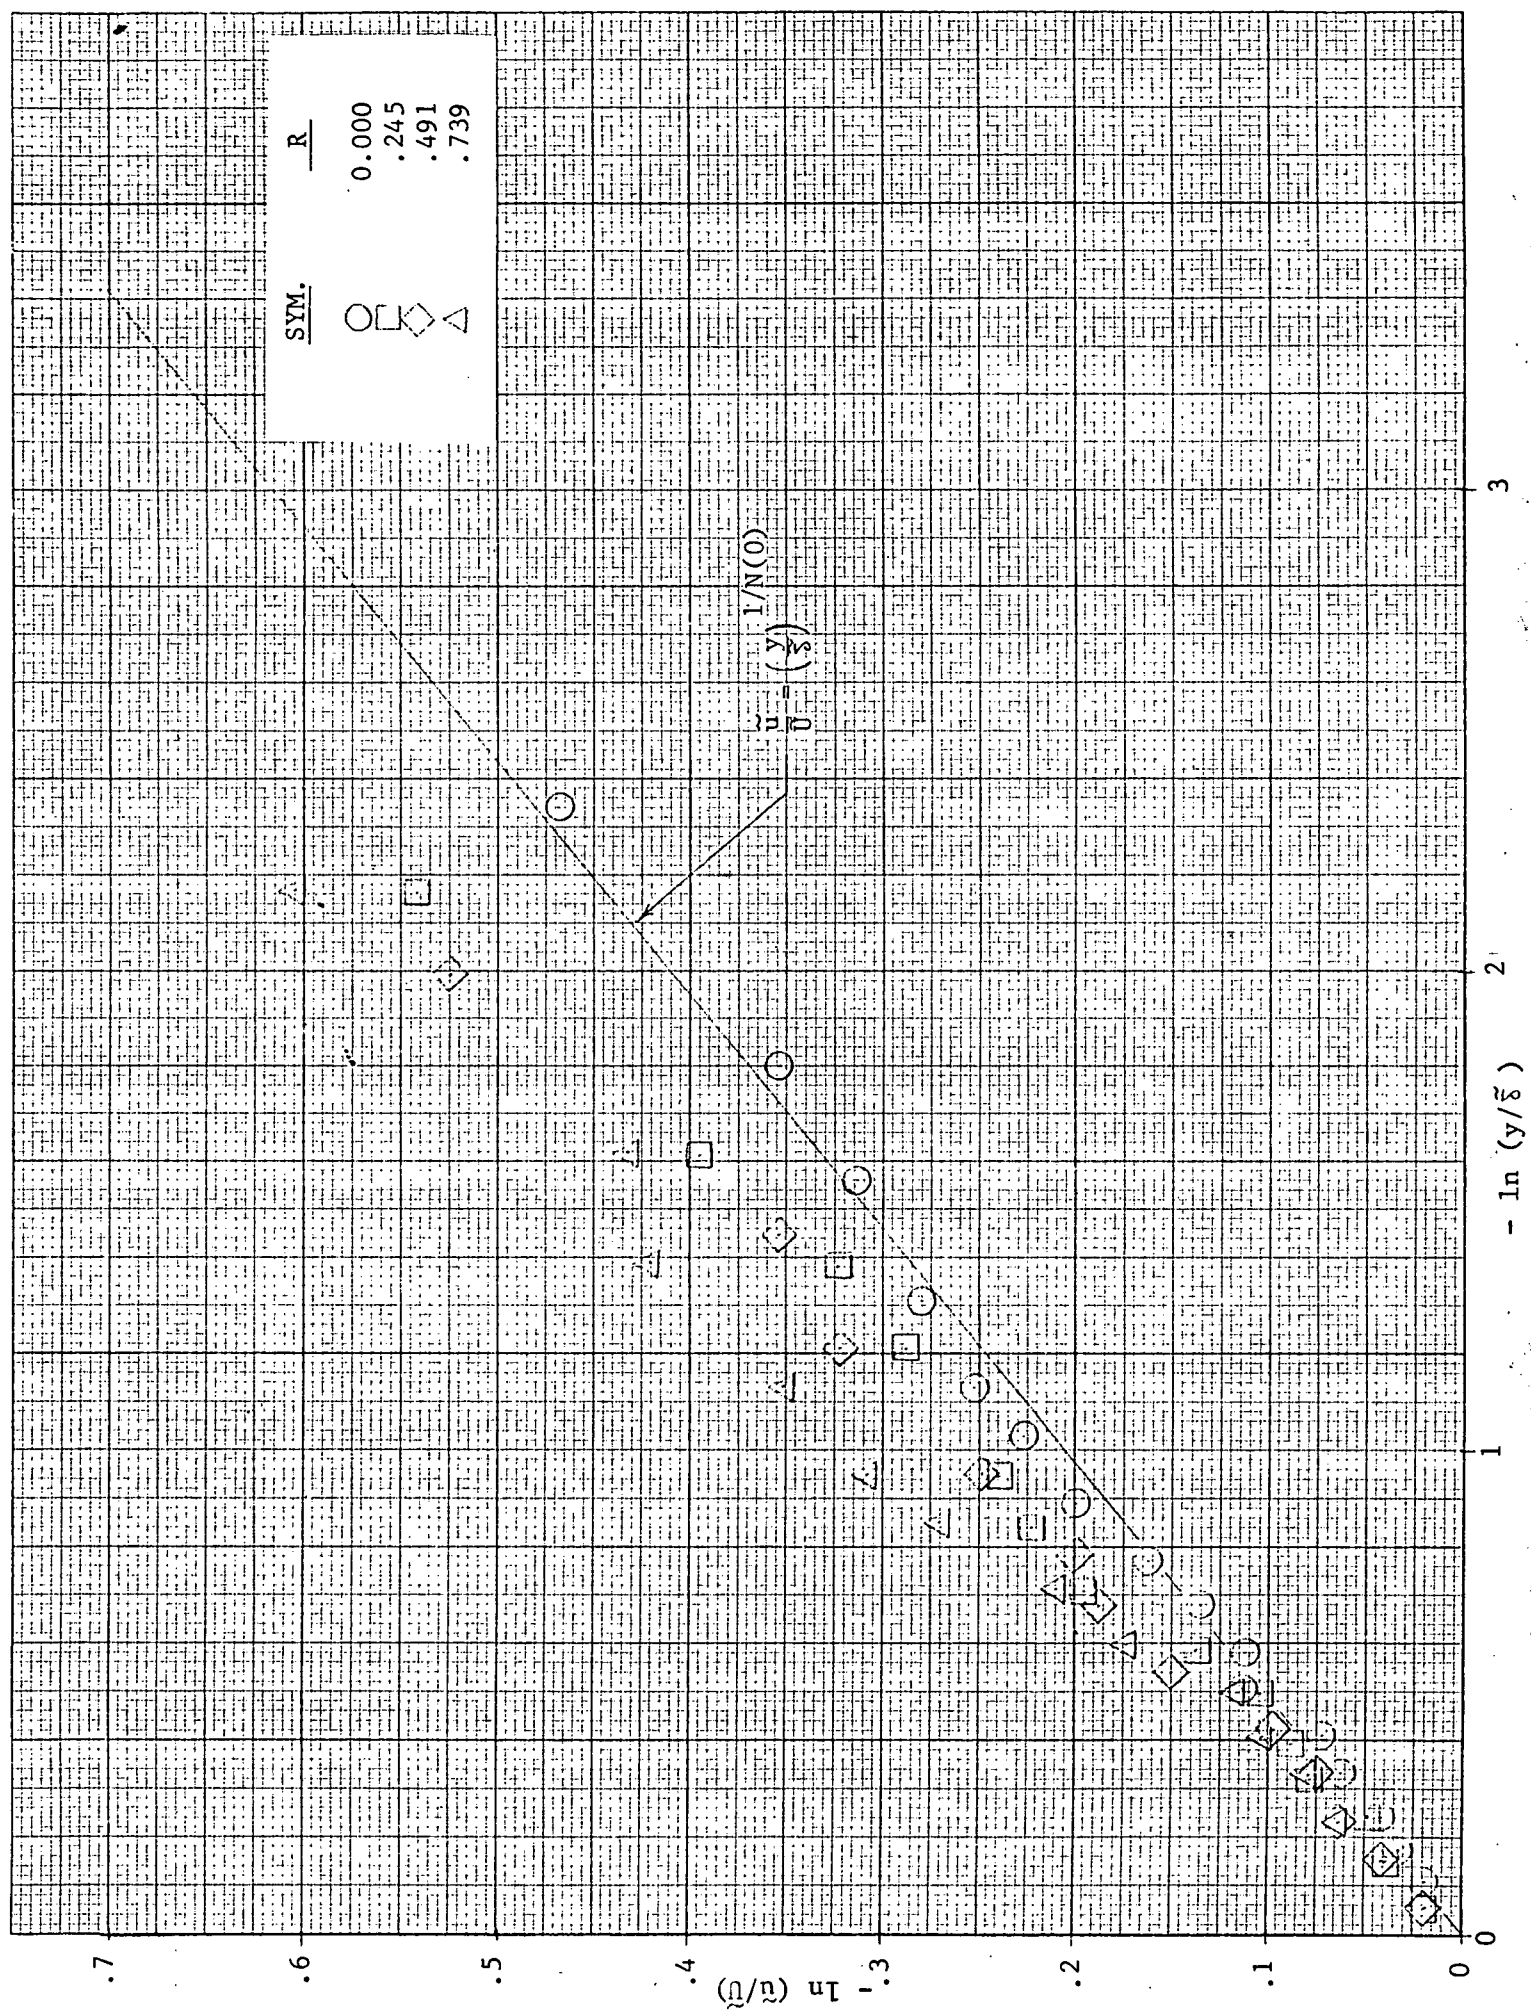 SYM. R
0.000
.245
.491
.739
.7
.6
.5
.4
.3
.2
.1
0
- ln (ũ/Ũ)
ũ/Ũ = (y/δ̃)^1/N(0)
0 1 2 3
- ln (y/δ̃)